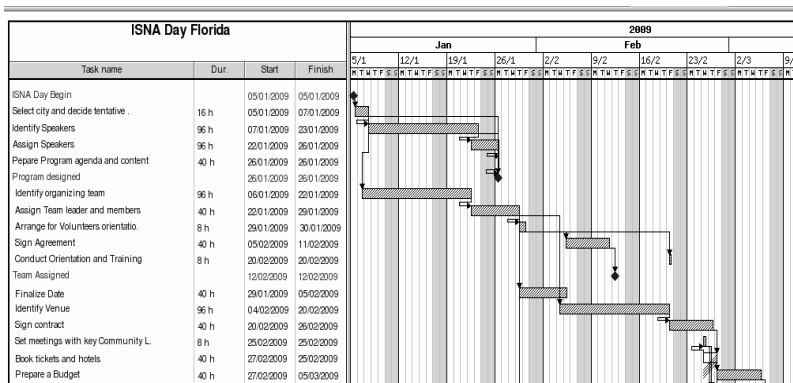 ISNA Day Florida
2009
Jan Feb
5/1 12/1 19/1 26/1 2/2 9/2 16/2 23/2 2/3 9/
Task name Dur. Start Finish
M T W T F S S M T W T F S S M T W T F S S M T W T F S S M T W T F S S M T W T F S S M T W T F S S M T W T F S S M T W T F S S M
ISNA Day Begin 05/01/2009 05/01/2009
Select city and decide tentative . 16 h 05/01/2009 07/01/2009
Identify Speakers 96 h 07/01/2009 23/01/2009
Assign Speakers 96 h 22/01/2009 26/01/2009
Pepare Program agenda and content 40 h 26/01/2009 26/01/2009
Program designed 26/01/2009 26/01/2009
Identify organizing team 96 h 06/01/2009 22/01/2009
Assign Team leader and members 40 h 22/01/2009 29/01/2009
Arrange for Volunteers orientatio. 8 h 29/01/2009 30/01/2009
Sign Agreement 40 h 05/02/2009 11/02/2009
Conduct Orientation and Training 8 h 20/02/2009 20/02/2009
Team Assigned 12/02/2009 12/02/2009
Finalize Date 40 h 29/01/2009 05/02/2009
Identify Venue 96 h 04/02/2009 20/02/2009
Sign contract 40 h 20/02/2009 26/02/2009
Set meetings with key Community L. 8 h 25/02/2009 25/02/2009
Book tickets and hotels 40 h 27/02/2009 25/02/2009
Prepare a Budget 40 h 27/02/2009 05/03/2009